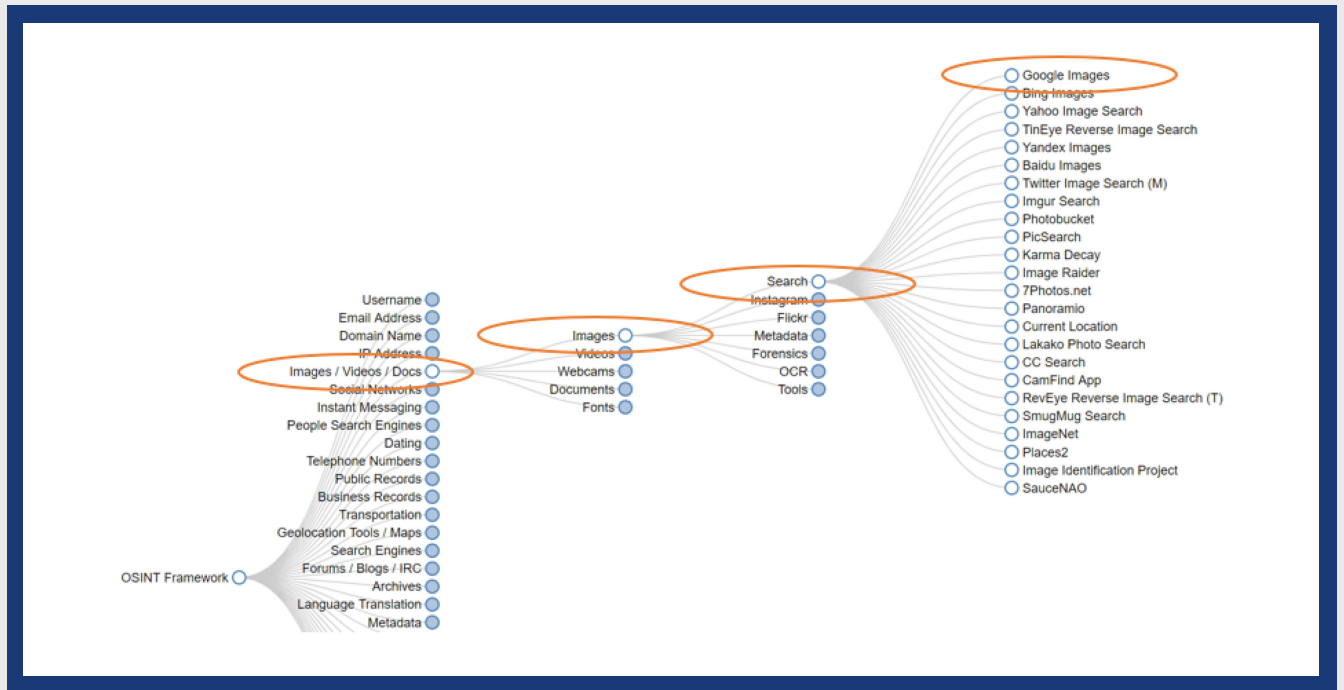 OSINT Framework
Username
Email Address
Domain Name
IP Address
Images / Videos / Docs
Social Networks
Instant Messaging
People Search Engines
Dating
Telephone Numbers
Public Records
Business Records
Transportation
Geolocation Tools / Maps
Search Engines
Forums / Blogs / IRC
Archives
Language Translation
Metadata
Images
Videos
Webcams
Documents
Fonts
Search
Instagram
Flickr
Metadata
Forensics
OCR
Tools
Google Images
Bing Images
Yahoo Image Search
TinEye Reverse Image Search
Yandex Images
Baidu Images
Twitter Image Search (M)
Imgur Search
Photobucket
PicSearch
Karma Decay
Image Raider
7Photos.net
Panoramio
Current Location
Lakako Photo Search
CC Search
CamFind App
RevEye Reverse Image Search (T)
SmugMug Search
ImageNet
Places2
Image Identification Project
SauceNAO